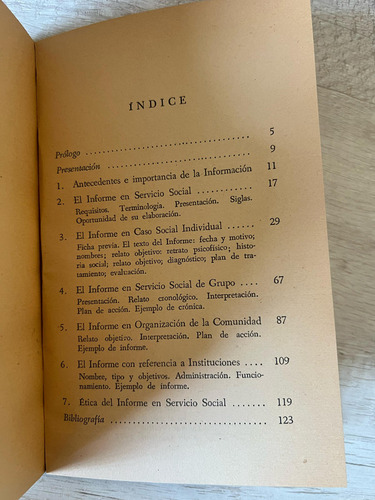 ÍNDICE
Prólogo 5
Presentación 9
1. Antecedentes e importancia de la Información 11
2. El Informe en Servicio Social 17
Requisitos. Terminología. Presentación. Siglas.
Oportunidad de su elaboración.
3. El Informe en Caso Social Individual 29
Ficha previa. El texto del Informe: fecha y motivo;
nombres; relato objetivo: retrato psicofísico; histo-
ria social; relato objetivo; diagnóstico; plan de tra-
tamiento; evaluación.
4. El Informe en Servicio Social de Grupo 67
Presentación. Relato cronológico. Interpretación.
Plan de acción. Ejemplo de crónica.
5. El Informe en Organización de la Comunidad 87
Relato objetivo. Interpretación. Plan de acción.
Ejemplo de informe.
6. El Informe con referencia a Instituciones 109
Nombre, tipo y objetivos. Administración. Funcio-
namiento. Ejemplo de informe.
7. Ética del Informe en Servicio Social 119
Bibliografía 123